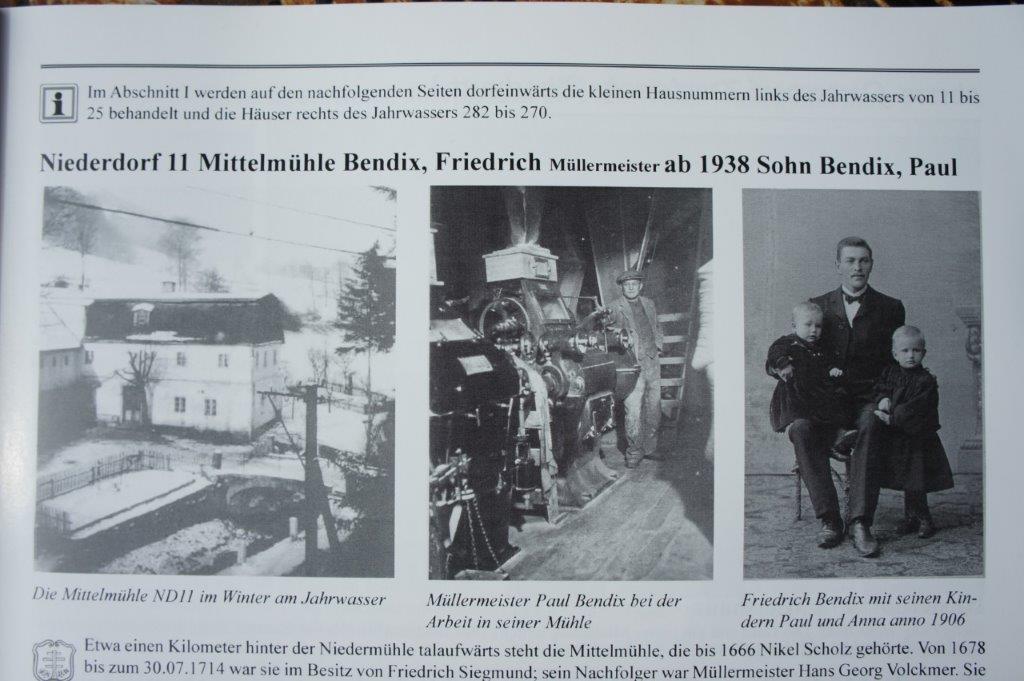 i
Im Abschnitt I werden auf den nachfolgenden Seiten dorfeinwärts die kleinen Hausnummern links des Jahrwassers von 11 bis
25 behandelt und die Häuser rechts des Jahrwassers 282 bis 270.
Niederdorf 11 Mittelmühle Bendix, Friedrich Müllermeister ab 1938 Sohn Bendix, Paul
Die Mittelmühle ND11 im Winter am Jahrwasser
Müllermeister Paul Bendix bei der
Arbeit in seiner Mühle
Friedrich Bendix mit seinen Kin-
dern Paul und Anna anno 1906
Etwa einen Kilometer hinter der Niedermühle talaufwärts steht die Mittelmühle, die bis 1666 Nikel Scholz gehörte. Von 1678
bis zum 30.07.1714 war sie im Besitz von Friedrich Siegmund; sein Nachfolger war Müllermeister Hans Georg Volckmer. Sie